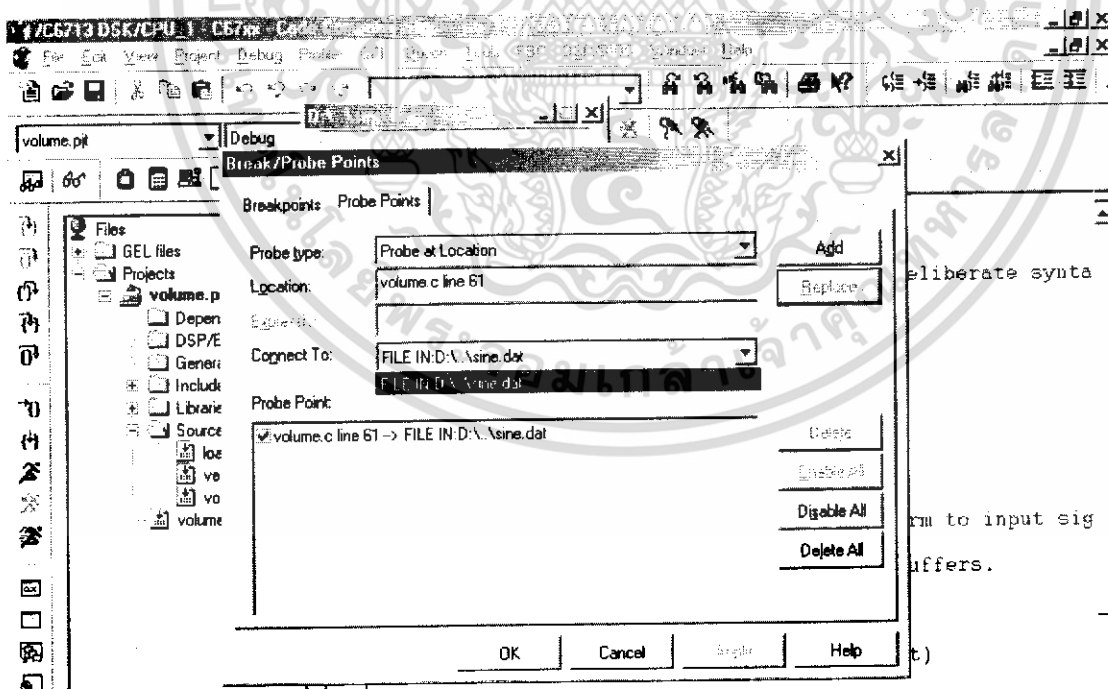 File Edit View Project Debug
volume.pjt
Debug
Break/Probe Points
Breakpoints Probe Points
Files
GEL files
Projects
volume.p
Depen
DSP/E
Genera
Include
Librarie
Source
loa
ve
vo
volume
Probe type: Probe at Location
Add
Location: volume.c line 61
Replace
Connect To: FILE IN:D:\..\sine.dat
FILE IN:D:\..\sine.dat
Probe Point:
volume.c line 61 -> FILE IN:D:\..\sine.dat
Delete
Enable All
Disable All
Delete All
OK Cancel Apply Help
eliberate synta
rm to input sig
uffers.
t)